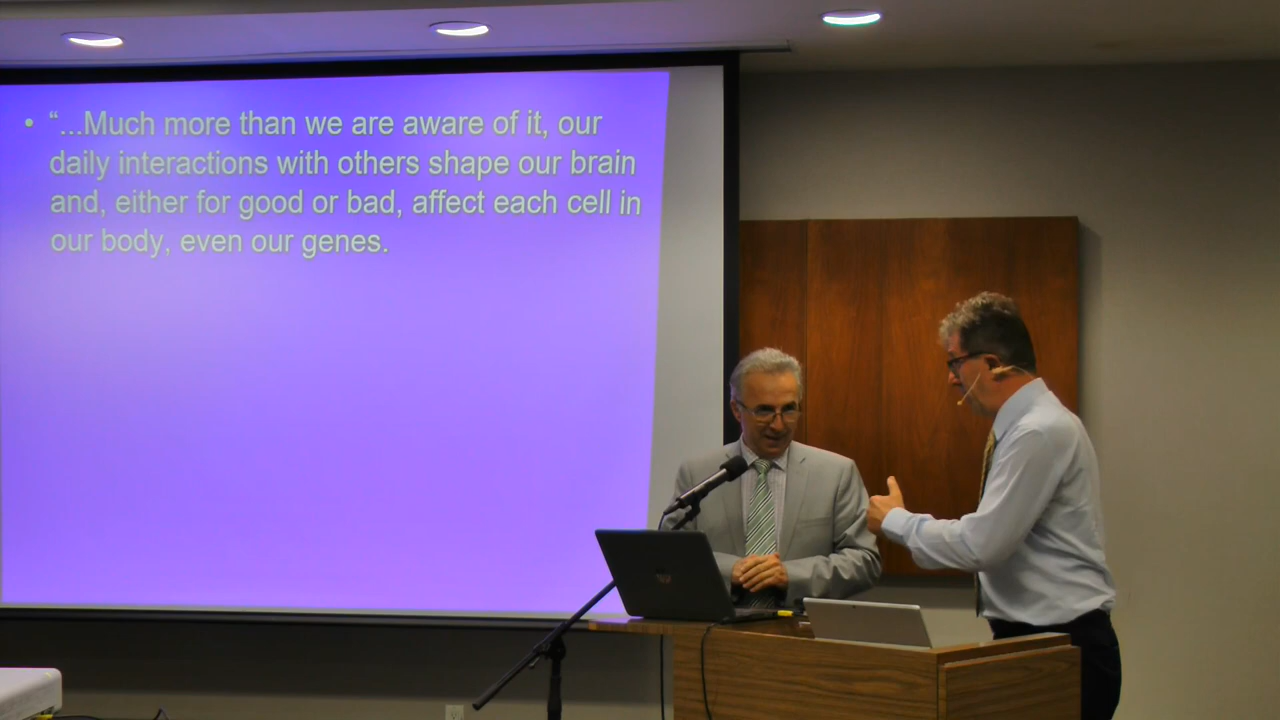 • “...Much more than we are aware of it, our
daily interactions with others shape our brain
and, either for good or bad, affect each cell in
our body, even our genes.